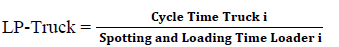 LP-Truck = Cycle Time Truck i
Spotting and Loading Time Loader i